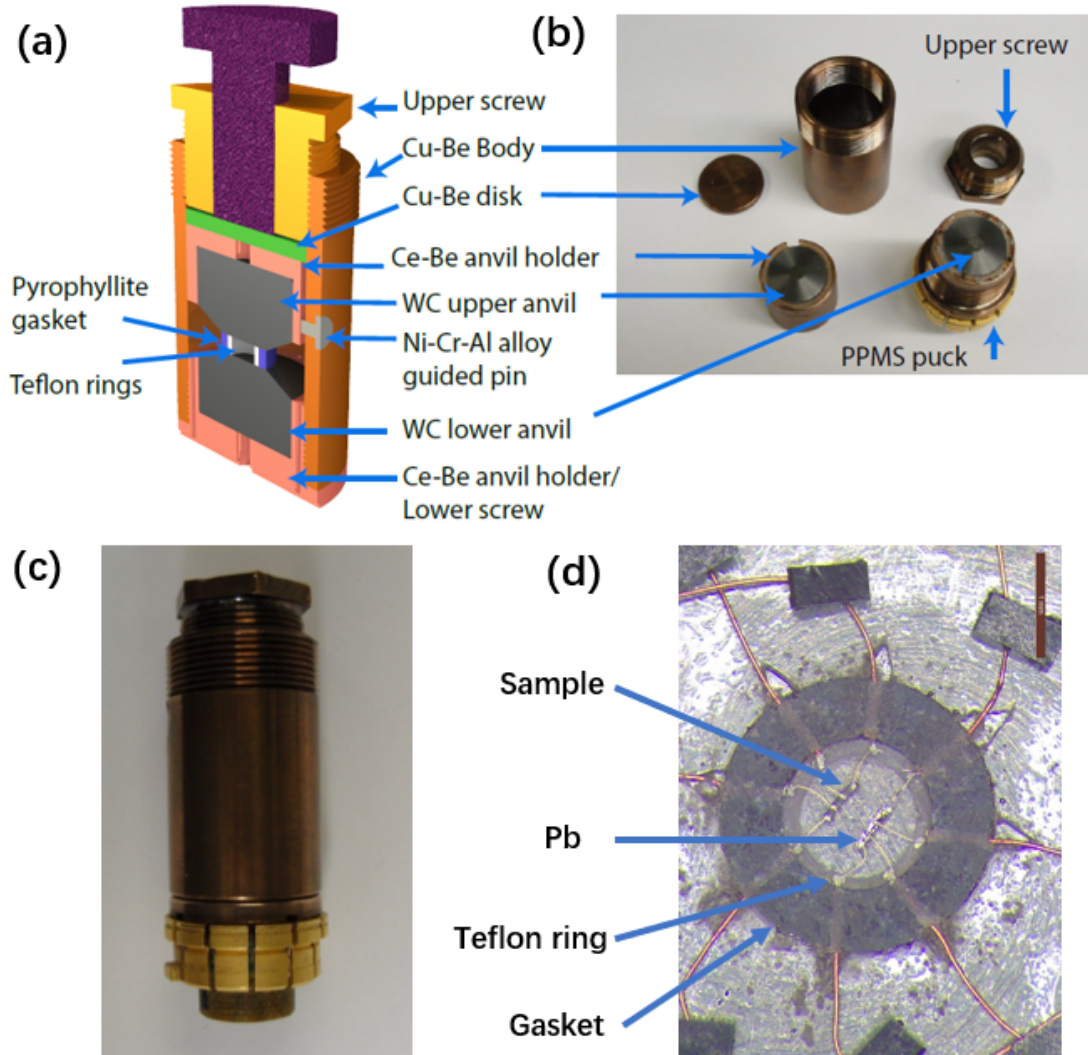 (a)
Upper screw
Cu-Be Body
Cu-Be disk
Ce-Be anvil holder
WC upper anvil
Pyrophyllite
gasket
Teflon rings
Ni-Cr-Al alloy
guided pin
WC lower anvil
Ce-Be anvil holder/
Lower screw
(b)
Upper screw
PPMS puck
(c)
(d)
1 mm
Sample
Pb
Teflon ring
Gasket